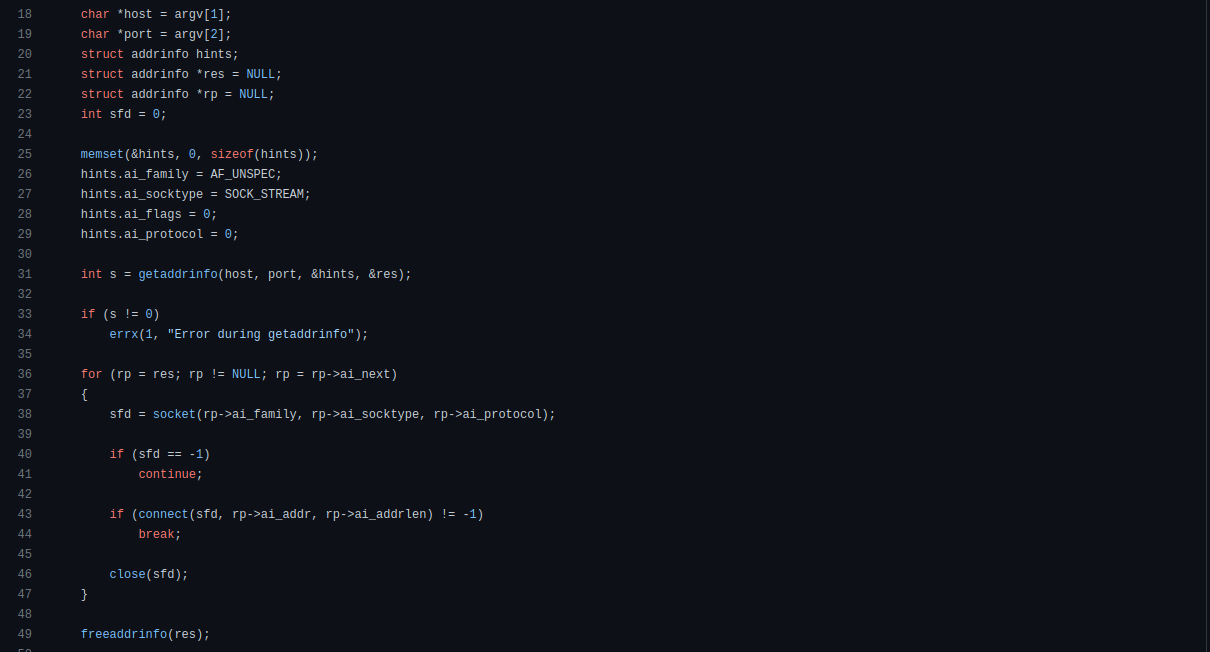 18 char *host = argv[1];
19 char *port = argv[2];
20 struct addrinfo hints;
21 struct addrinfo *res = NULL;
22 struct addrinfo *rp = NULL;
23 int sfd = 0;
24
25 memset(&hints, 0, sizeof(hints));
26 hints.ai_family = AF_UNSPEC;
27 hints.ai_socktype = SOCK_STREAM;
28 hints.ai_flags = 0;
29 hints.ai_protocol = 0;
30
31 int s = getaddrinfo(host, port, &hints, &res);
32
33 if (s != 0)
34 errx(1, "Error during getaddrinfo");
35
36 for (rp = res; rp != NULL; rp = rp->ai_next)
37 {
38 sfd = socket(rp->ai_family, rp->ai_socktype, rp->ai_protocol);
39
40 if (sfd == -1)
41 continue;
42
43 if (connect(sfd, rp->ai_addr, rp->ai_addrlen) != -1)
44 break;
45
46 close(sfd);
47 }
48
49 freeaddrinfo(res);